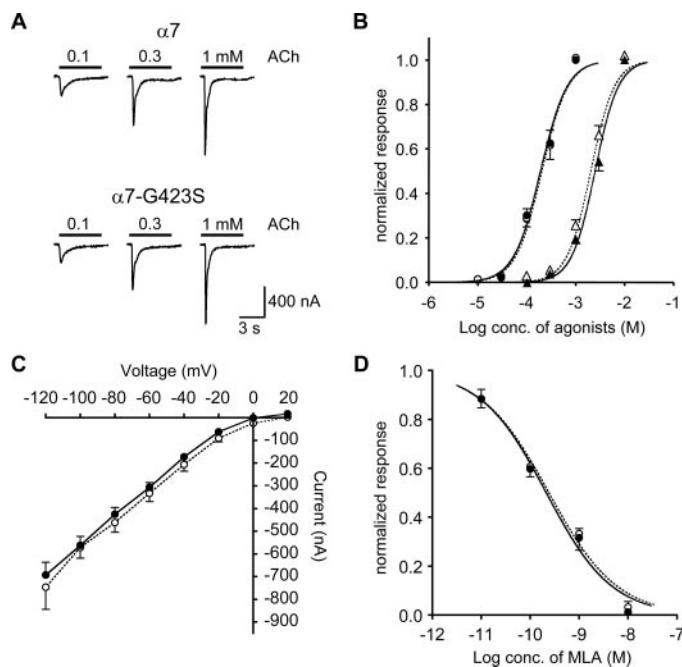 A
α7
0.1 0.3 1 mM ACh
α7-G423S
0.1 0.3 1 mM ACh
400 nA
3 s
B
normalized response
1.0
0.8
0.6
0.4
0.2
0.0
-6 -5 -4 -3 -2 -1
Log conc. of agonists (M)
C
Voltage (mV)
-120 -100 -80 -60 -40 -20 0 20
-100
-200
-300
-400
-500
-600
-700
-800
-900
Current (nA)
D
normalized response
1.0
0.8
0.6
0.4
0.2
0.0
-12 -11 -10 -9 -8 -7
Log conc. of MLA (M)